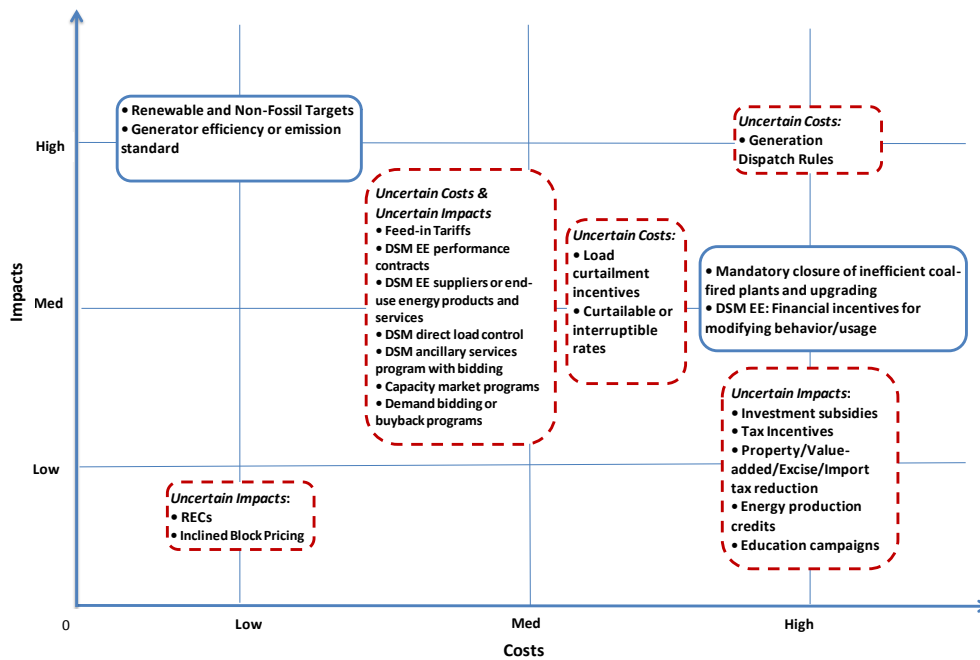 High
Med
Low
Impacts
• Renewable and Non-Fossil Targets
• Generator efficiency or emission
standard
Uncertain Costs:
• Generation
Dispatch Rules
Uncertain Costs &
Uncertain Impacts
• Feed-in Tariffs
• DSM EE performance
contracts
• DSM EE suppliers or end-
use energy products and
services
• DSM direct load control
• DSM ancillary services
program with bidding
• Capacity market programs
• Demand bidding or
buyback programs
Uncertain Costs:
• Load
curtailment
incentives
• Curtailable or
interruptible
rates
• Mandatory closure of inefficient coal-
fired plants and upgrading
• DSM EE: Financial incentives for
modifying behavior/usage
Uncertain Impacts:
• Investment subsidies
• Tax Incentives
• Property/Value-
added/Excise/Import
tax reduction
• Energy production
credits
• Education campaigns
Uncertain Impacts:
• RECs
• Inclined Block Pricing
0
Low
Med
High
Costs